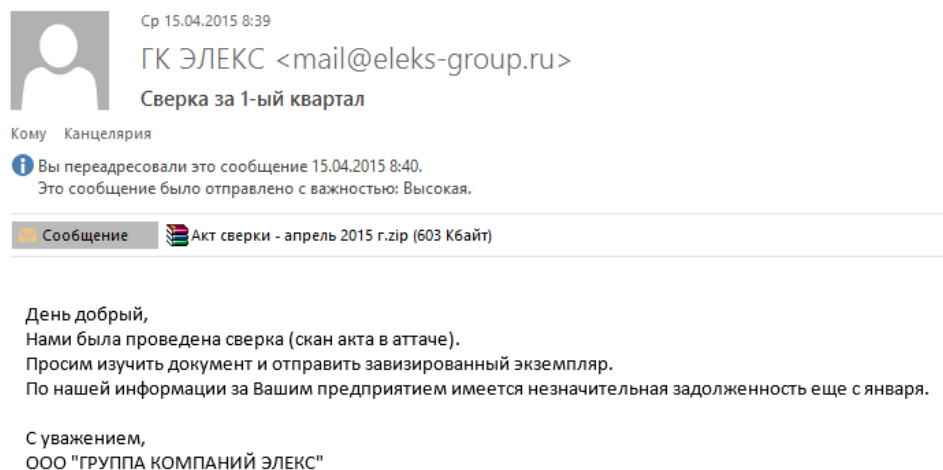 Ср 15.04.2015 8:39
ГК ЭЛЕКС <mail@eleks-group.ru>
Сверка за 1-ый квартал
Кому Канцелярия
Вы переадресовали это сообщение 15.04.2015 8:40.
Это сообщение было отправлено с важностью: Высокая.
Сообщение Акт сверки - апрель 2015 г.zip (603 Кбайт)
День добрый,
Нами была проведена сверка (скан акта в аттаче).
Просим изучить документ и отправить завизированный экземпляр.
По нашей информации за Вашим предприятием имеется незначительная задолженность еще с января.
С уважением,
ООО "ГРУППА КОМПАНИЙ ЭЛЕКС"